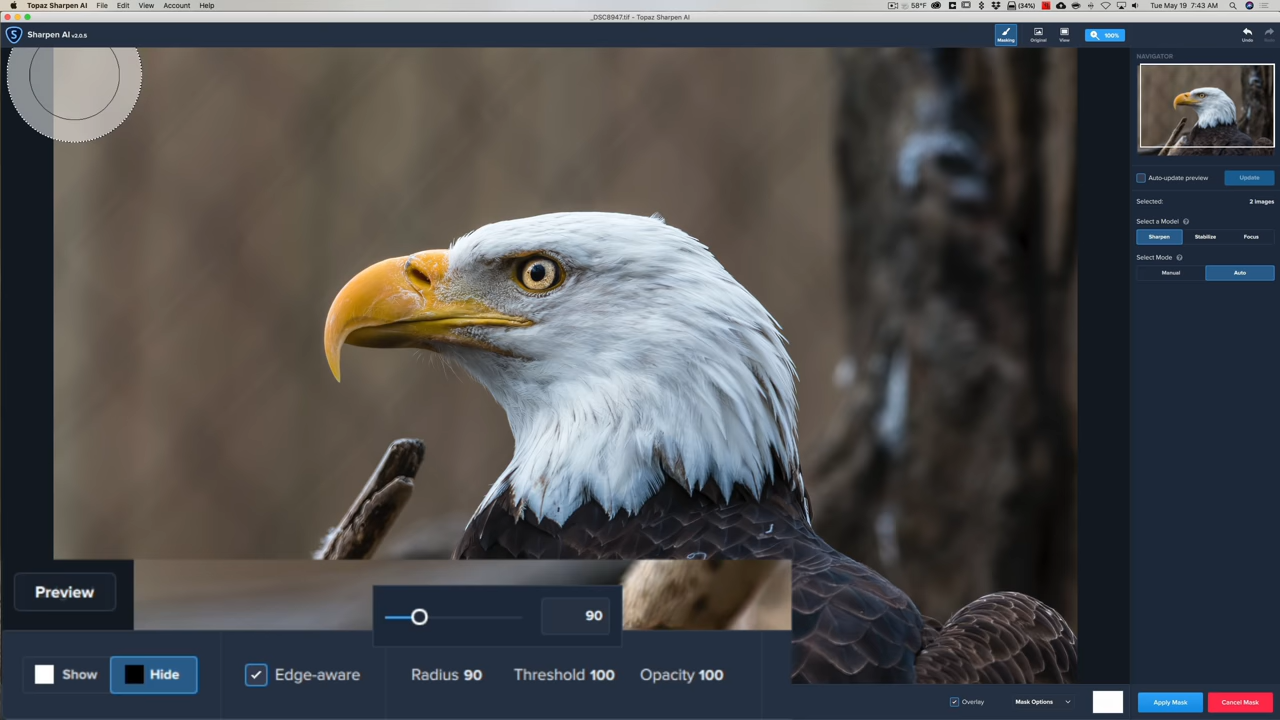 Topaz Sharpen AI File Edit View Account Help 58°F (34%) Tue May 19 7:43 AM
_DSC8947.tif - Topaz Sharpen AI
Sharpen AI v2.0.5
Masking Original View 100% Undo
NAVIGATOR
Auto-update preview Update
Selected: 2 images
Select a Model
Sharpen Stabilize Focus
Select Mode
Manual Auto
Preview
90
Show Hide Edge-aware Radius 90 Threshold 100 Opacity 100
Overlay Mask Options Apply Mask Cancel Mask